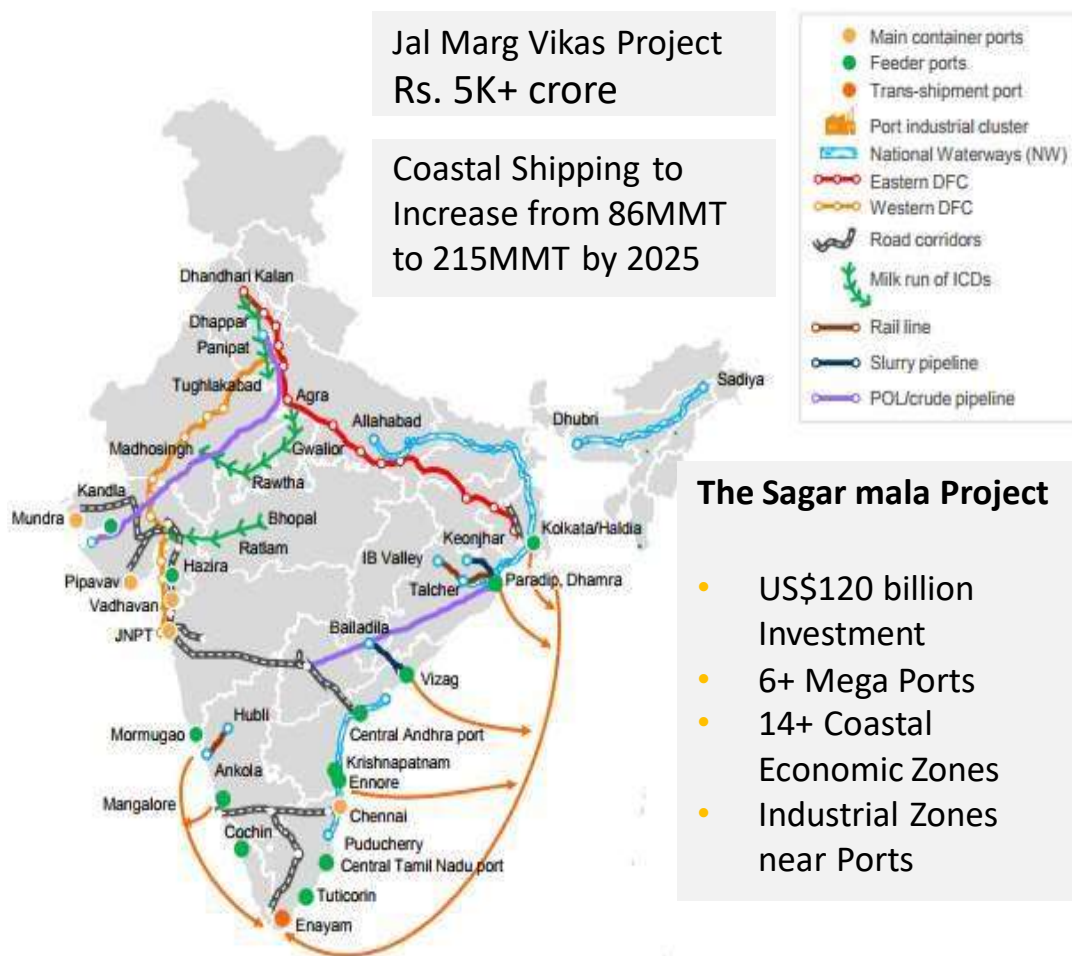 Jal Marg Vikas Project
Rs. 5K+ crore
Coastal Shipping to
Increase from 86MMT
to 215MMT by 2025
Main container ports
Feeder ports
Trans-shipment port
Port industrial cluster
National Waterways (NW)
Eastern DFC
Western DFC
Road corridors
Milk run of ICDs
Rail line
Slurry pipeline
POL/crude pipeline
Dhandhari Kalan
Dhappar
Panipat
Tughlakabad
Agra
Allahabad
Dhubri
Sadiya
Madhosingh
Gwalior
Rawtha
Kandla
Mundra
Bhopal
Ratlam
Keonjhar
Kolkata/Haldia
IB Valley
Hazira
Pipavav
Talcher
Paradip, Dhamra
Vadhavan
JNPT
Bailadila
Vizag
Hubli
Mormugao
Central Andhra port
Ankola
Krishnapatnam
Ennore
Mangalore
Chennai
Cochin
Puducherry
Central Tamil Nadu port
Tuticorin
Enayam
The Sagar mala Project
• US$120 billion
Investment
• 6+ Mega Ports
• 14+ Coastal
Economic Zones
• Industrial Zones
near Ports